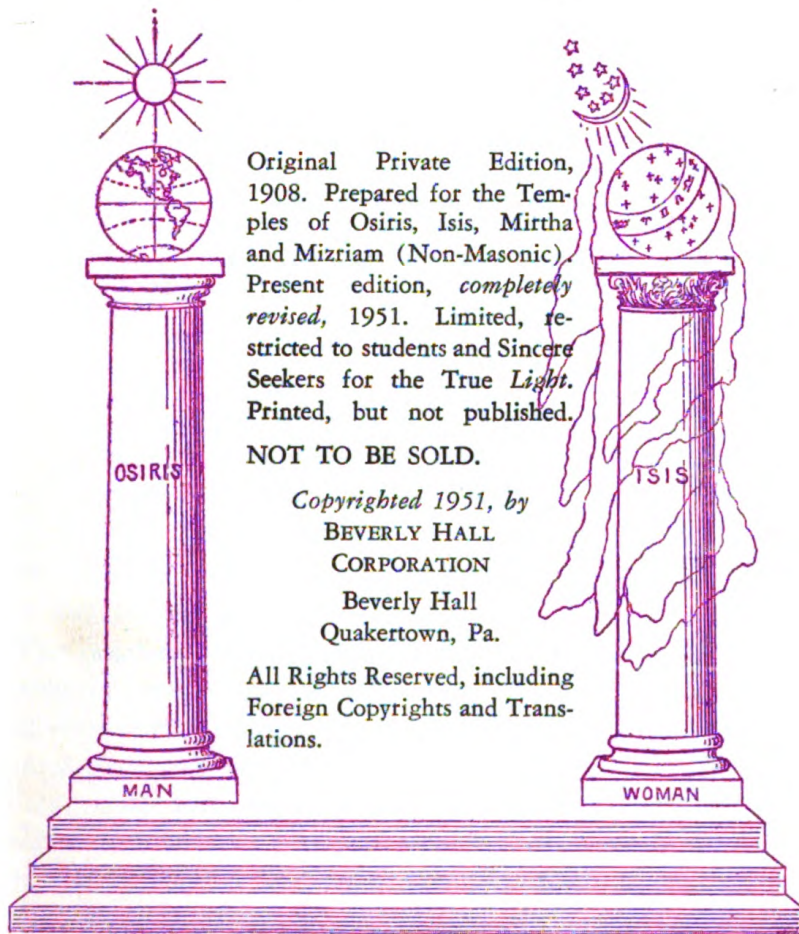 Original Private Edition,
1908. Prepared for the Tem-
ples of Osiris, Isis, Mirtha
and Mizriam (Non-Masonic).
Present edition, completely
revised, 1951. Limited, re-
stricted to students and Sincere
Seekers for the True Light.
Printed, but not published.
NOT TO BE SOLD.
Copyrighted 1951, by
BEVERLY HALL
CORPORATION
Beverly Hall
Quakertown, Pa.
All Rights Reserved, including
Foreign Copyrights and Trans-
lations.
OSIRIS
ISIS
MAN
WOMAN